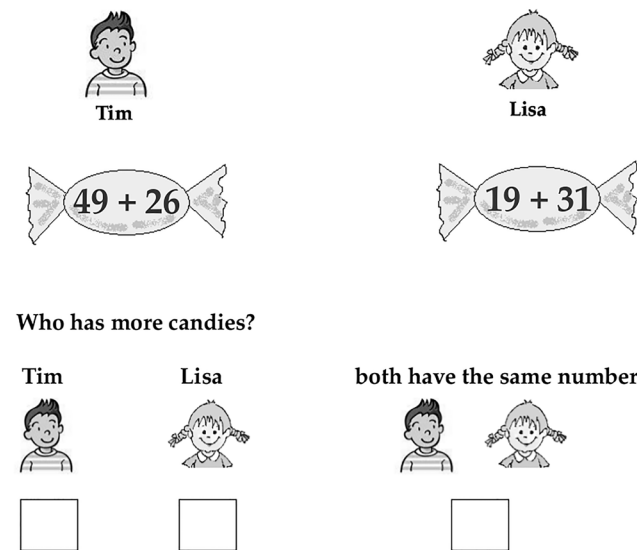 Tim
Lisa
49 + 26
19 + 31
Who has more candies?
Tim
Lisa
both have the same number